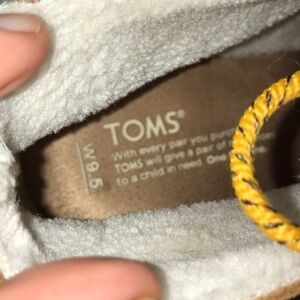 TOMS®
W9.5
With every pair you
TOMS will give a pair of
to a child in need. One